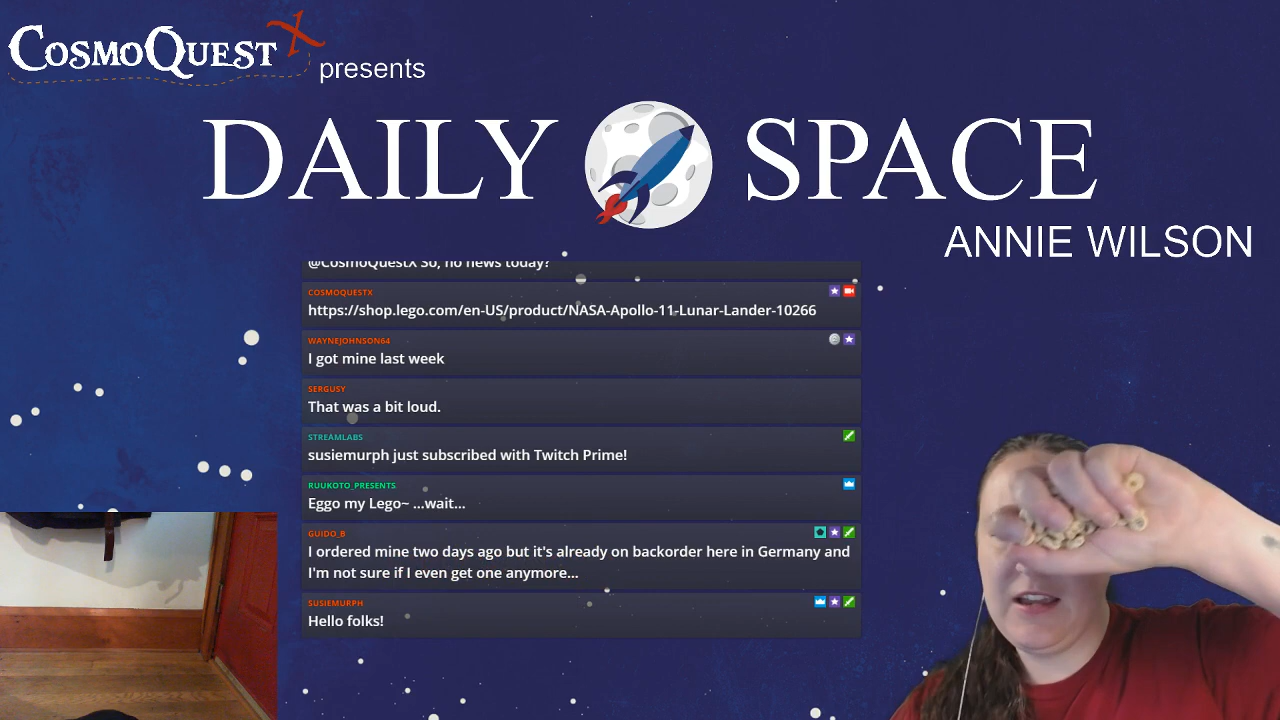 CosmoQuest X
presents
DAILY SPACE
ANNIE WILSON
@CosmoQuestX So, no news today?
COSMOQUESTX
https://shop.lego.com/en-US/product/NASA-Apollo-11-Lunar-Lander-10266
WAYNEJOHNSON64
I got mine last week
SERGUSY
That was a bit loud.
STREAMLABS
susiemurph just subscribed with Twitch Prime!
RUUKOTO_PRESENTS
Eggo my Lego~ ...wait...
GUIDO_B
I ordered mine two days ago but it's already on backorder here in Germany and
I'm not sure if I even get one anymore...
SUSIEMURPH
Hello folks!